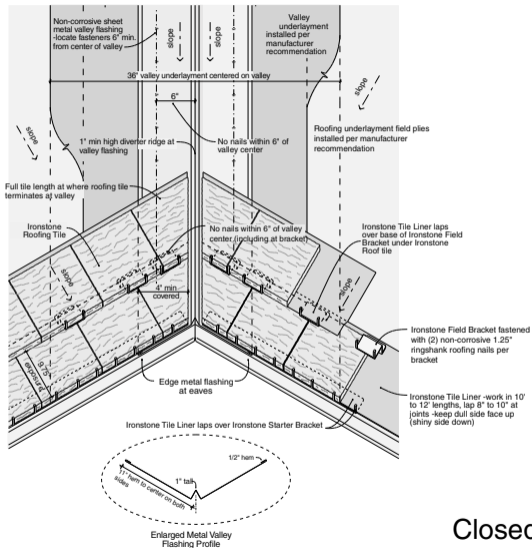 Non-corrosive sheet
metal valley flashing
-locate fasteners 6" min.
from center of valley
slope
slope
Valley
underlayment
installed per
manufacturer
recommendation
36" valley underlayment centered on valley
slope
slope
6"
1" min high diverter ridge at
valley flashing
No nails within 6" of
valley center
Roofing underlayment field plies
installed per manufacturer
recommendation
Full tile length at where roofing tile
terminates at valley
Ironstone
Roofing Tile
No nails within 6" of valley
center (including at bracket)
Ironstone Tile Liner laps
over base of Ironstone Field
Bracket under Ironstone
Roof tile
slope
slope
4" min
covered
9.75"
exposure
Edge metal flashing
at eaves
Ironstone Field Bracket fastened
with (2) non-corrosive 1.25"
ringshank roofing nails per
bracket
Ironstone Tile Liner -work in 10'
to 12' lengths, lap 8" to 10" at
joints -keep dull side face up
(shiny side down)
Ironstone Tile Liner laps over Ironstone Starter Bracket
1/2" hem
1" tall
11" hem to center on both
sides
Enlarged Metal Valley
Flashing Profile
Closed